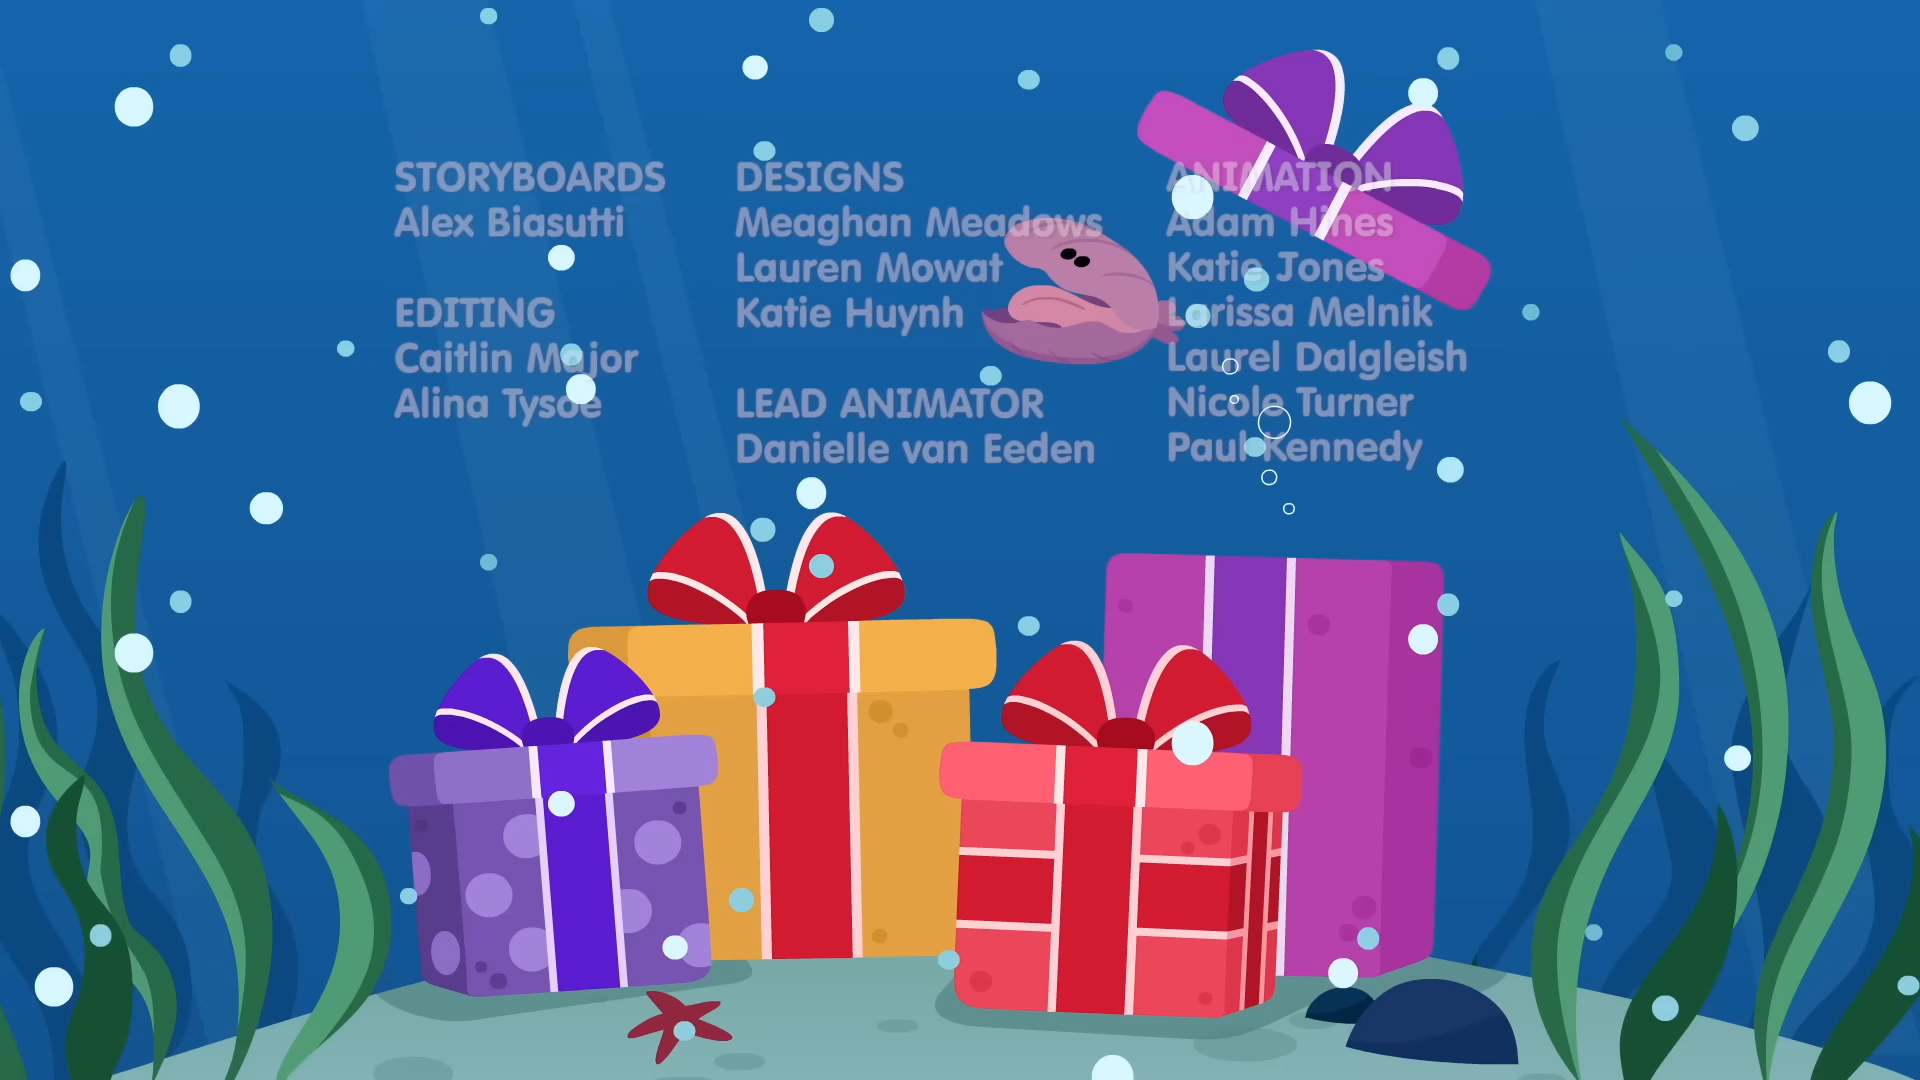 STORYBOARDS
Alex Biasutti
EDITING
Caitlin Major
Alina Tysoe
DESIGNS
Meaghan Meadows
Lauren Mowat
Katie Huynh
LEAD ANIMATOR
Danielle van Eeden
ANIMATION
Adam Hines
Katie Jones
Larissa Melnik
Laurel Dalgleish
Nicole Turner
Paul Kennedy